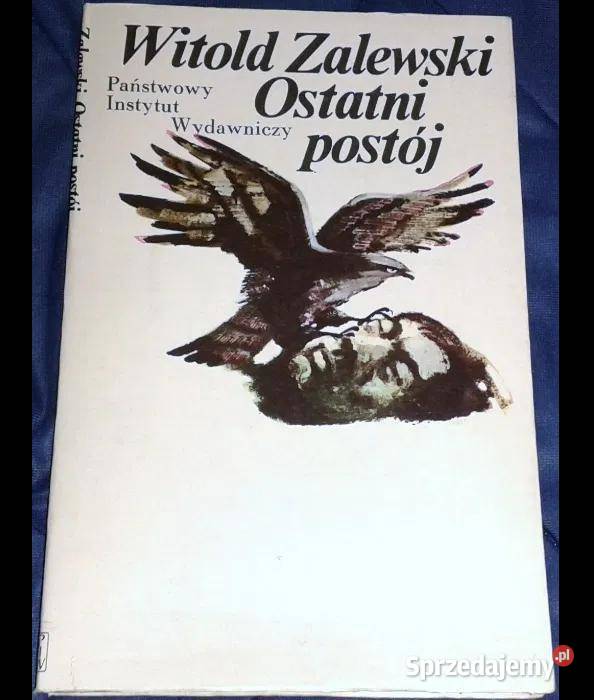 Witold Zalewski
Państwowy
Instytut
Wydawniczy
Ostatni
postój
Zalewski Ostatni postój
Sprzedajemy.pl